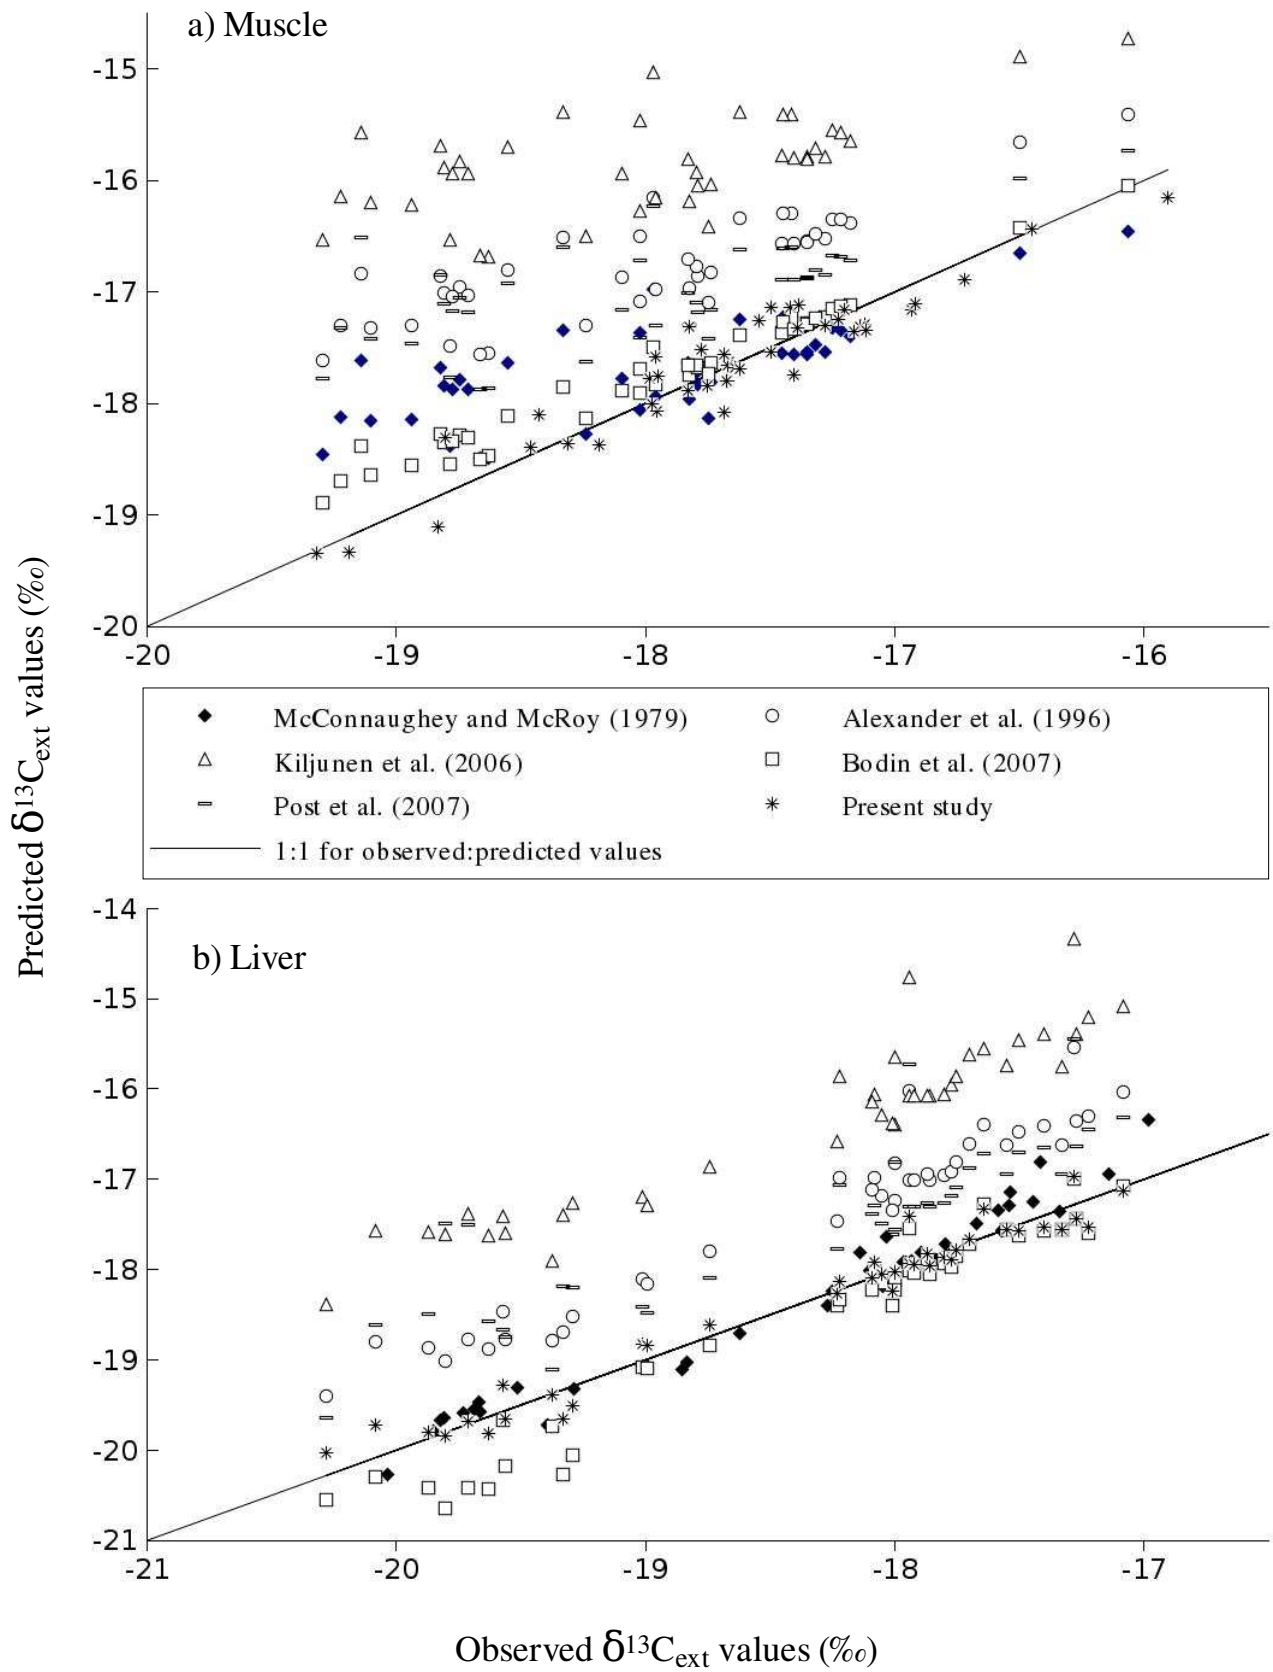 a) Muscle
-15
-16
-17
-18
-19
-20
-20 -19 -18 -17 -16
Predicted δ¹³Cₑₓₜ values (‰)
McConnaughey and McRoy (1979)
Alexander et al. (1996)
Kiljunen et al. (2006)
Bodin et al. (2007)
Post et al. (2007)
Present study
1:1 for observed:predicted values
b) Liver
-14
-15
-16
-17
-18
-19
-20
-21
-21 -20 -19 -18 -17
Observed δ¹³Cₑₓₜ values (‰)